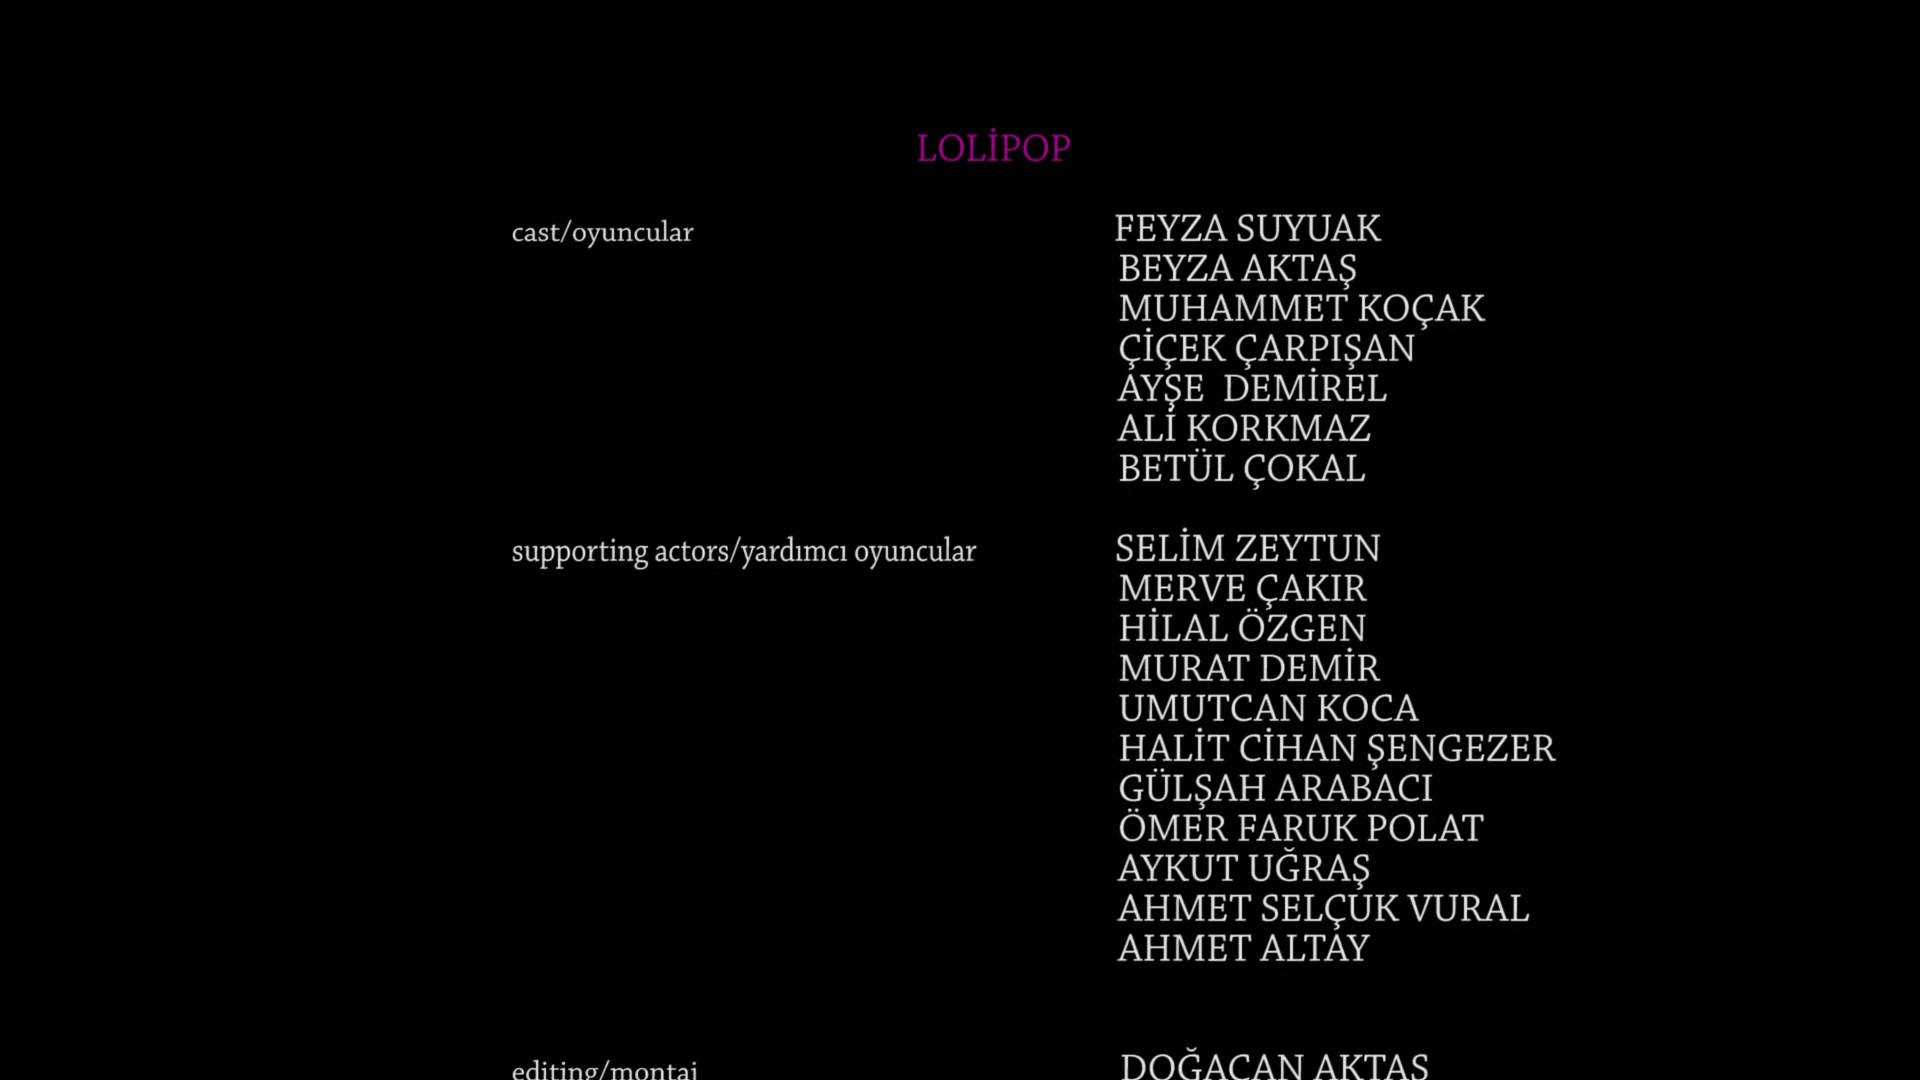 LOLİPOP
cast/oyuncular FEYZA SUYUAK
BEYZA AKTAŞ
MUHAMMET KOÇAK
ÇİÇEK ÇARPIŞAN
AYŞE DEMİREL
ALİ KORKMAZ
BETÜL ÇOKAL
supporting actors/yardımcı oyuncular SELİM ZEYTUN
MERVE ÇAKIR
HİLAL ÖZGEN
MURAT DEMİR
UMUTCAN KOCA
HALİT CİHAN ŞENGEZER
GÜLŞAH ARABACI
ÖMER FARUK POLAT
AYKUT UĞRAŞ
AHMET SELÇUK VURAL
AHMET ALTAY
editing/montaj DOĞACAN AKTAŞ